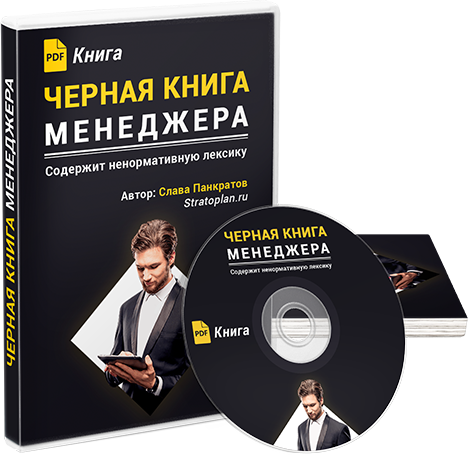 PDF Книга
ЧЕРНАЯ КНИГА
МЕНЕДЖЕРА
Содержит ненормативную лексику
Автор: Слава Панкратов
Stratoplan.ru
ЧЕРНАЯ КНИГА МЕНЕДЖЕРА
ЧЕРНАЯ КНИГА
МЕНЕДЖЕРА
Содержит ненормативную лексику
PDF Книга